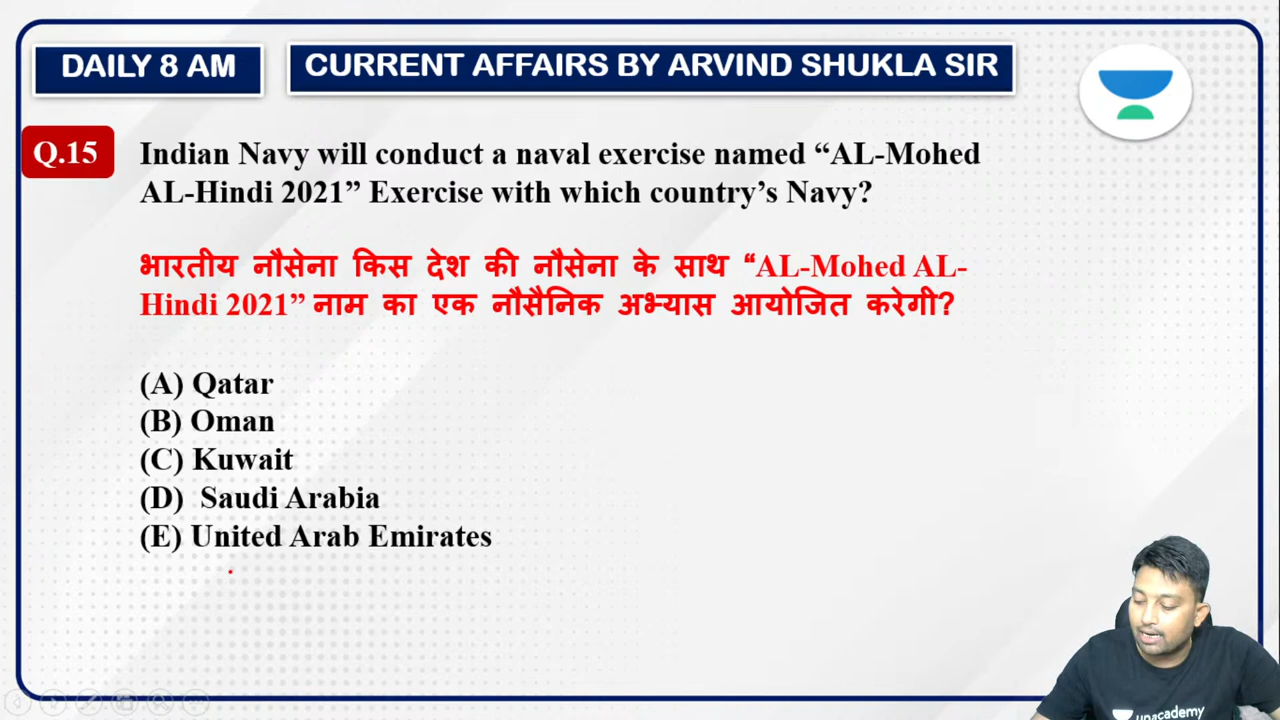 DAILY 8 AM
CURRENT AFFAIRS BY ARVIND SHUKLA SIR
Q.15
Indian Navy will conduct a naval exercise named “AL-Mohed
AL-Hindi 2021” Exercise with which country’s Navy?
भारतीय नौसेना किस देश की नौसेना के साथ “AL-Mohed AL-
Hindi 2021” नाम का एक नौसैनिक अभ्यास आयोजित करेगी?
(A) Qatar
(B) Oman
(C) Kuwait
(D) Saudi Arabia
(E) United Arab Emirates
unacademy